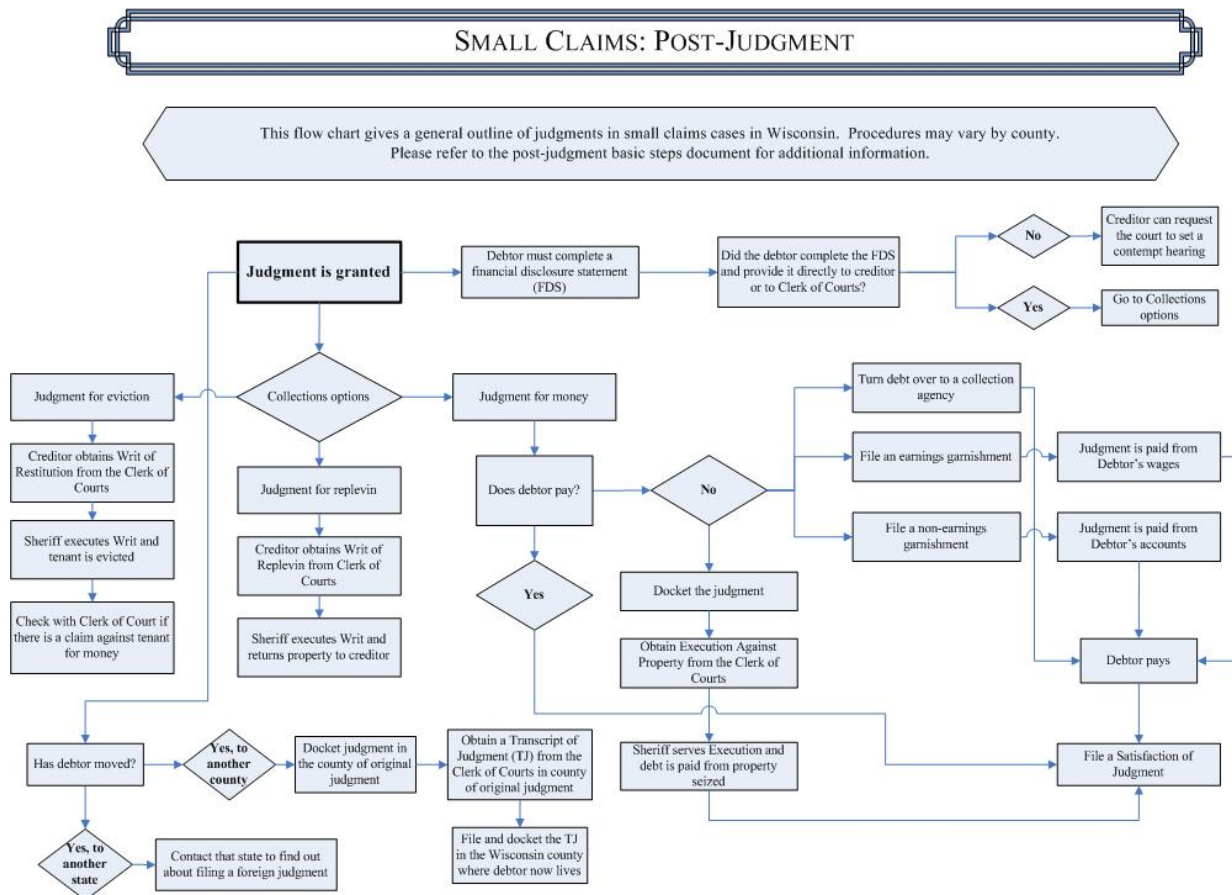 SMALL CLAIMS: POST-JUDGMENT
This flow chart gives a general outline of judgments in small claims cases in Wisconsin. Procedures may vary by county.
Please refer to the post-judgment basic steps document for additional information.
Judgment is granted
Debtor must complete a
financial disclosure statement
(FDS)
Did the debtor complete the FDS
and provide it directly to creditor
or to Clerk of Courts?
No
Creditor can request
the court to set a
contempt hearing
Yes
Go to Collections
options
Collections options
Judgment for eviction
Creditor obtains Writ of
Restitution from the Clerk of
Courts
Sheriff executes Writ and
tenant is evicted
Check with Clerk of Court if
there is a claim against tenant
for money
Judgment for replevin
Creditor obtains Writ of
Replevin from Clerk of
Courts
Sheriff executes Writ and
returns property to creditor
Judgment for money
Does debtor pay?
Yes
No
Turn debt over to a collection
agency
File an earnings garnishment
Judgment is paid from
Debtor's wages
File a non-earnings
garnishment
Judgment is paid from
Debtor's accounts
Docket the judgment
Obtain Execution Against
Property from the Clerk of
Courts
Sheriff serves Execution and
debt is paid from property
seized
Debtor pays
File a Satisfaction of
Judgment
Has debtor moved?
Yes, to
another
county
Docket judgment in
the county of original
judgment
Obtain a Transcript of
Judgment (TJ) from the
Clerk of Courts in county
of original judgment
File and docket the TJ
in the Wisconsin county
where debtor now lives
Yes, to
another
state
Contact that state to find out
about filing a foreign judgment